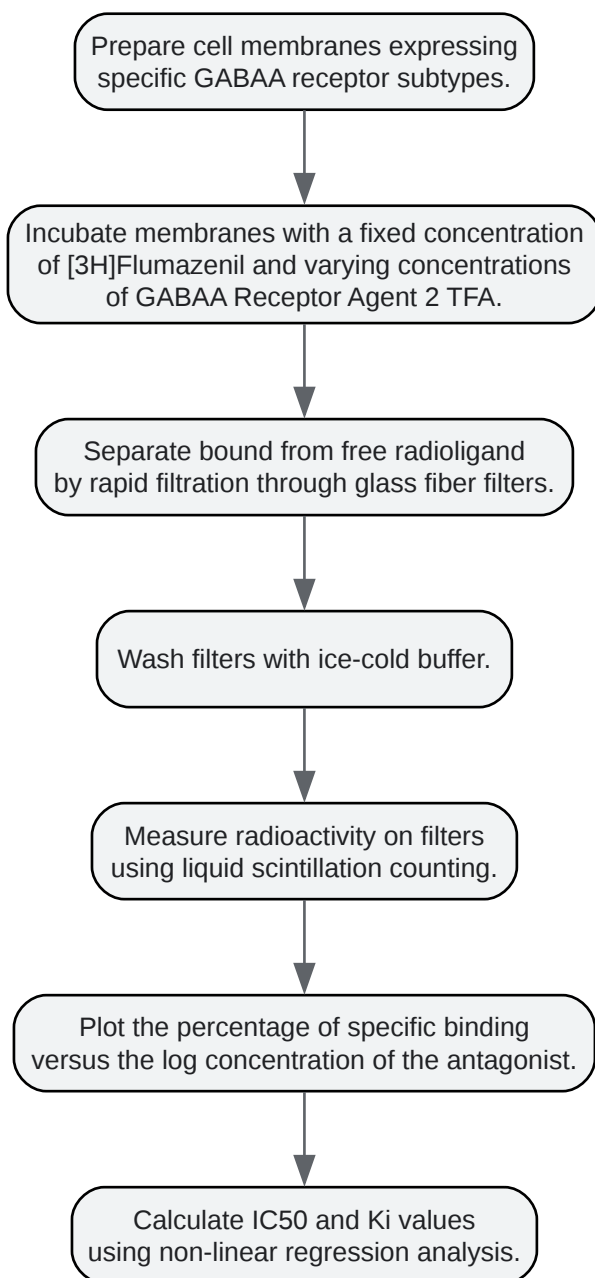 Prepare cell membranes expressing
specific GABAA receptor subtypes.
Incubate membranes with a fixed concentration
of [3H]Flumazenil and varying concentrations
of GABAA Receptor Agent 2 TFA.
Separate bound from free radioligand
by rapid filtration through glass fiber filters.
Wash filters with ice-cold buffer.
Measure radioactivity on filters
using liquid scintillation counting.
Plot the percentage of specific binding
versus the log concentration of the antagonist.
Calculate IC50 and Ki values
using non-linear regression analysis.